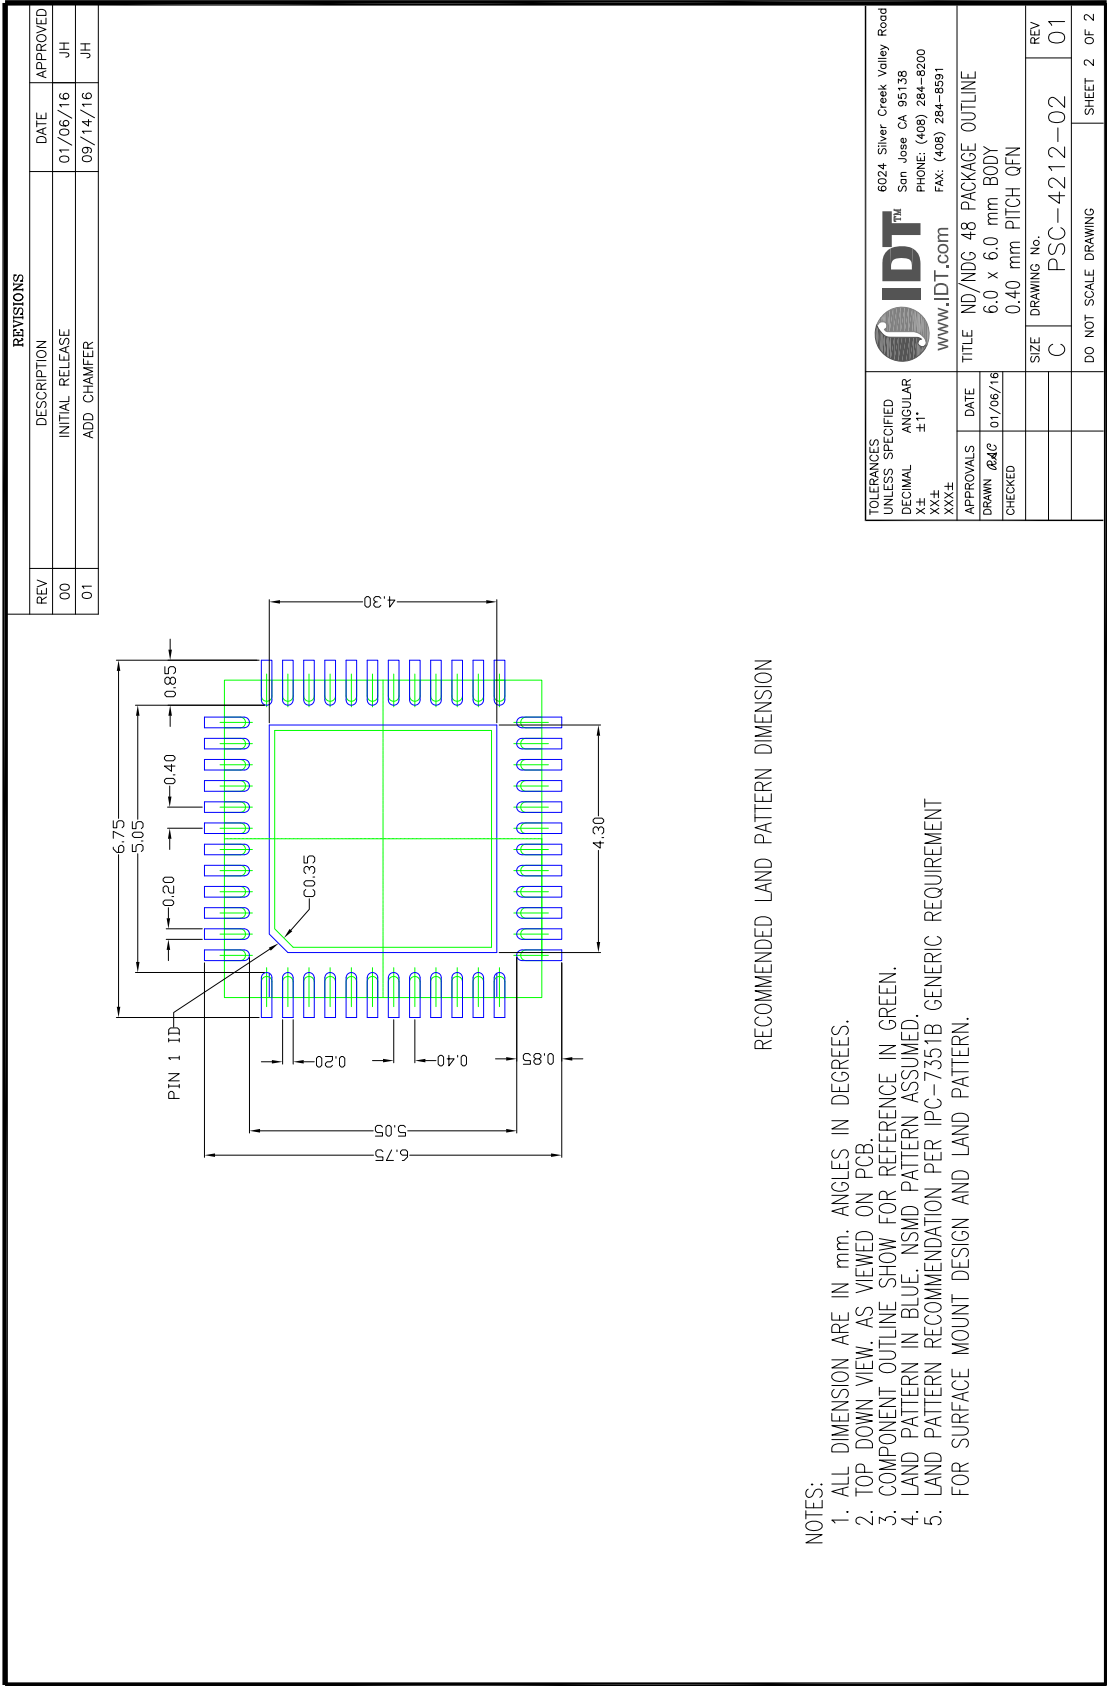 REVISIONS
REV DESCRIPTION DATE APPROVED
00 INITIAL RELEASE 01/06/16 JH
01 ADD CHAMFER 09/14/16 JH
6.75
5.05
0.20
0.40
0.85
PIN 1 ID
C0.35
4.30
4.30
0.20
0.40
0.85
5.05
6.75
RECOMMENDED LAND PATTERN DIMENSION
NOTES:
1. ALL DIMENSION ARE IN mm. ANGLES IN DEGREES.
2. TOP DOWN VIEW. AS VIEWED ON PCB.
3. COMPONENT OUTLINE SHOW FOR REFERENCE IN GREEN.
4. LAND PATTERN IN BLUE. NSMD PATTERN ASSUMED.
5. LAND PATTERN RECOMMENDATION PER IPC-7351B GENERIC REQUIREMENT
FOR SURFACE MOUNT DESIGN AND LAND PATTERN.
TOLERANCES
UNLESS SPECIFIED
DECIMAL ANGULAR
X± ±1°
XX±
XXX±
APPROVALS DATE
DRAWN RAC 01/06/16
CHECKED
IDT™
www.IDT.com
6024 Silver Creek Valley Road
San Jose CA 95138
PHONE: (408) 284-8200
FAX: (408) 284-8591
TITLE ND/NDG 48 PACKAGE OUTLINE
6.0 x 6.0 mm BODY
0.40 mm PITCH QFN
SIZE DRAWING No. REV
C PSC-4212-02 01
DO NOT SCALE DRAWING SHEET 2 OF 2